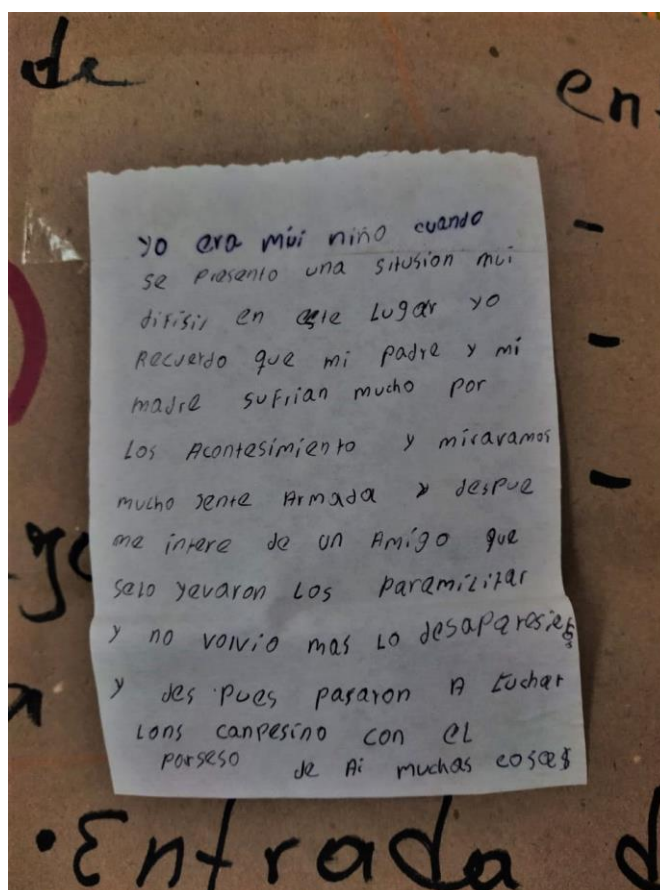 de
en
yo era mui niño cuando
se presento una situsion mui
difisil en este Lugar yo
Recuerdo que mi padre y mi
madre sufrian mucho por
Los Acontesimiento y miravamos
mucho jente Armada y despue
me intere de un Amigo que
selo yevaron Los paramilitar
y no volvio mas Lo desaparesies
y des pues pasaron A Luchar
Lons canpesino con eL
porseso de Ai muchas cosas
•Entrada d